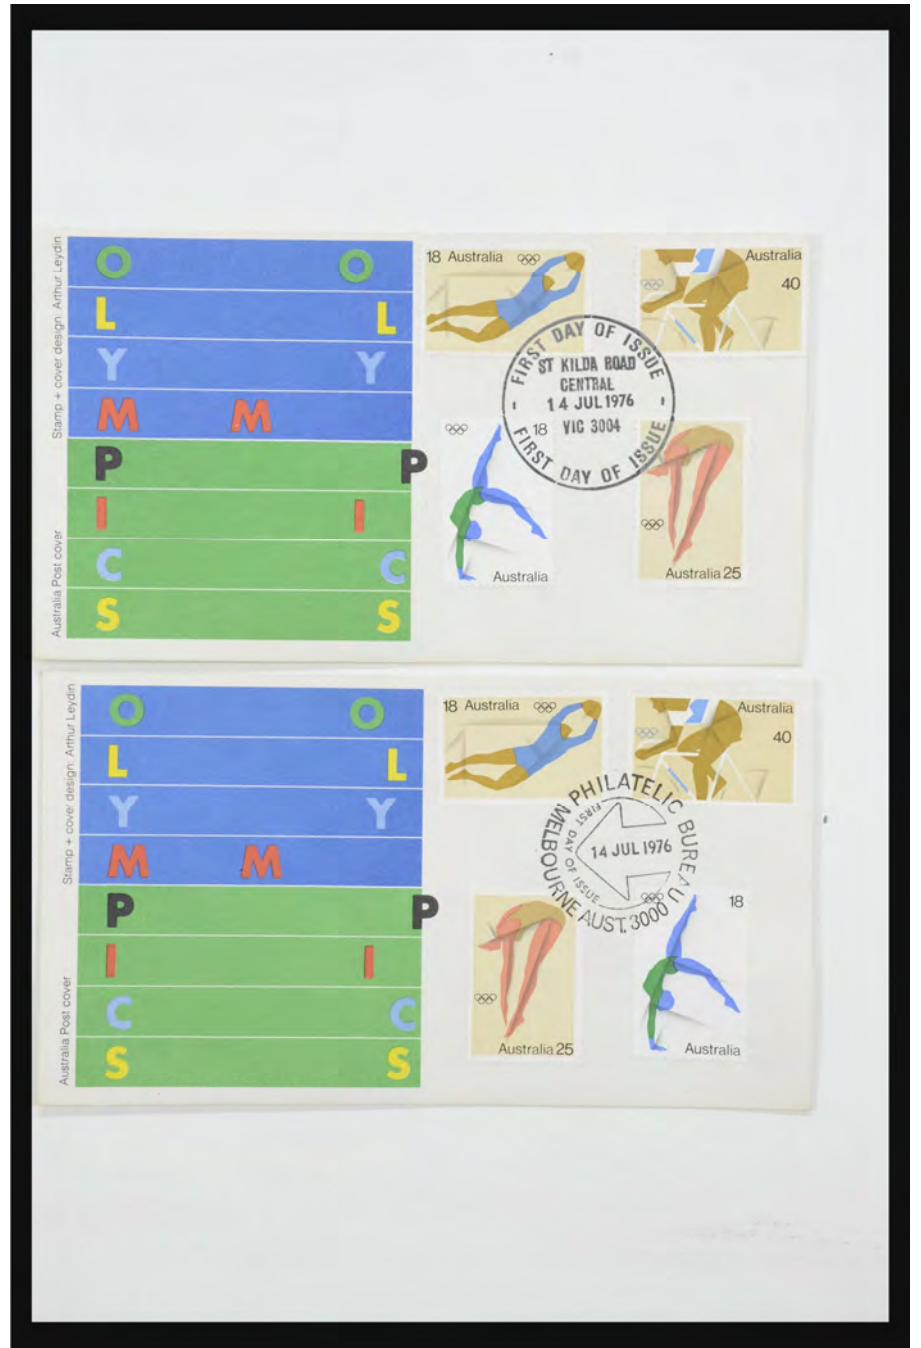 Stamp + cover design: Arthur Leydin
Australia Post cover
O O
L L
Y Y
M M
P P
I I
C C
S S
18 Australia
Australia
40
FIRST DAY OF ISSUE
ST KILDA ROAD
CENTRAL
14 JUL 1976
VIC 3004
FIRST DAY OF ISSUE
18
Australia
Australia 25
Stamp + cover design: Arthur Leydin
Australia Post cover
O O
L L
Y Y
M M
P P
I I
C C
S S
18 Australia
Australia
40
PHILATELIC BUREAU
FIRST DAY OF ISSUE
14 JUL 1976
MELBOURNE AUST. 3000
Australia 25
18
Australia